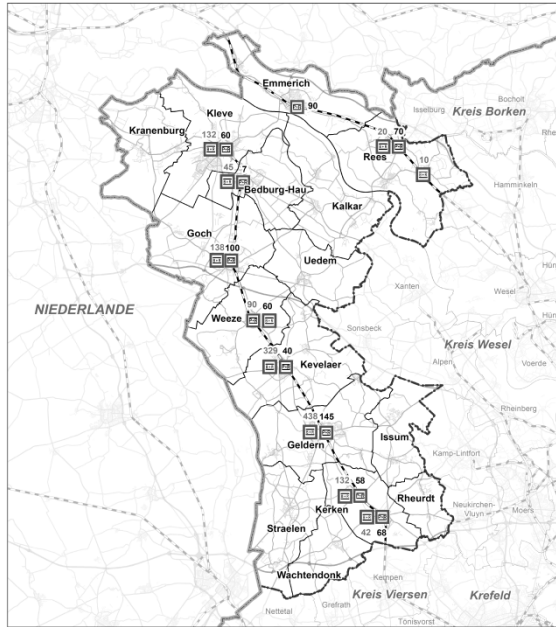 Emmerich
90
Bocholt
Isselburg
Kreis Borken
Kleve
Kranenburg
132 60
20 70
Rees
45 7
10
Bedburg-Hau
Hamminkeln
Kalkar
Goch
138 100
Uedem
Xanten
Wesel
Hün
NIEDERLANDE
90 60
Weeze
Sonsbeck
Hün
Kreis Wesel
329 40
Kevelaer
Alpen
Voerde
438 145
Rheinberg
Geldern
Issum
Kamp-Lintfort
132 58
Rheurdt
Kerken
Neukirchen-
Vluyn
Moers
Straelen
42 68
Wachtendonk
Kempen
Kreis Viersen
Krefeld
Nettetal
Grefrath
Tönisvorst